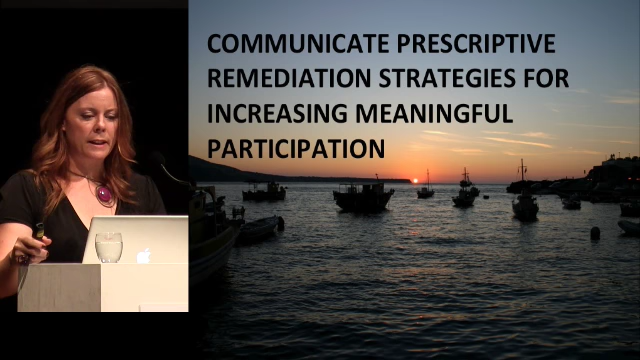 COMMUNICATE PRESCRIPTIVE
REMEDIATION STRATEGIES FOR
INCREASING MEANINGFUL
PARTICIPATION